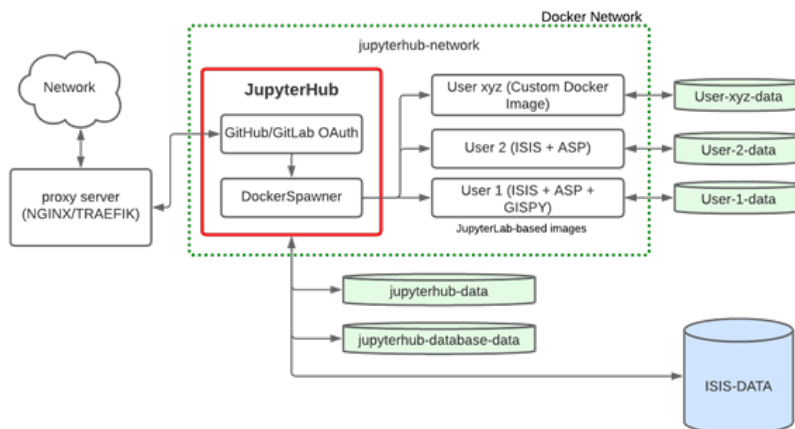 Docker Network
jupyterhub-network
Network
JupyterHub
GitHub/GitLab OAuth
DockerSpawner
proxy server
(NGINX/TRAEFIK)
User xyz (Custom Docker
Image)
User 2 (ISIS + ASP)
User 1 (ISIS + ASP +
GISPY)
JupyterLab-based images
User-xyz-data
User-2-data
User-1-data
jupyterhub-data
jupyterhub-database-data
ISIS-DATA